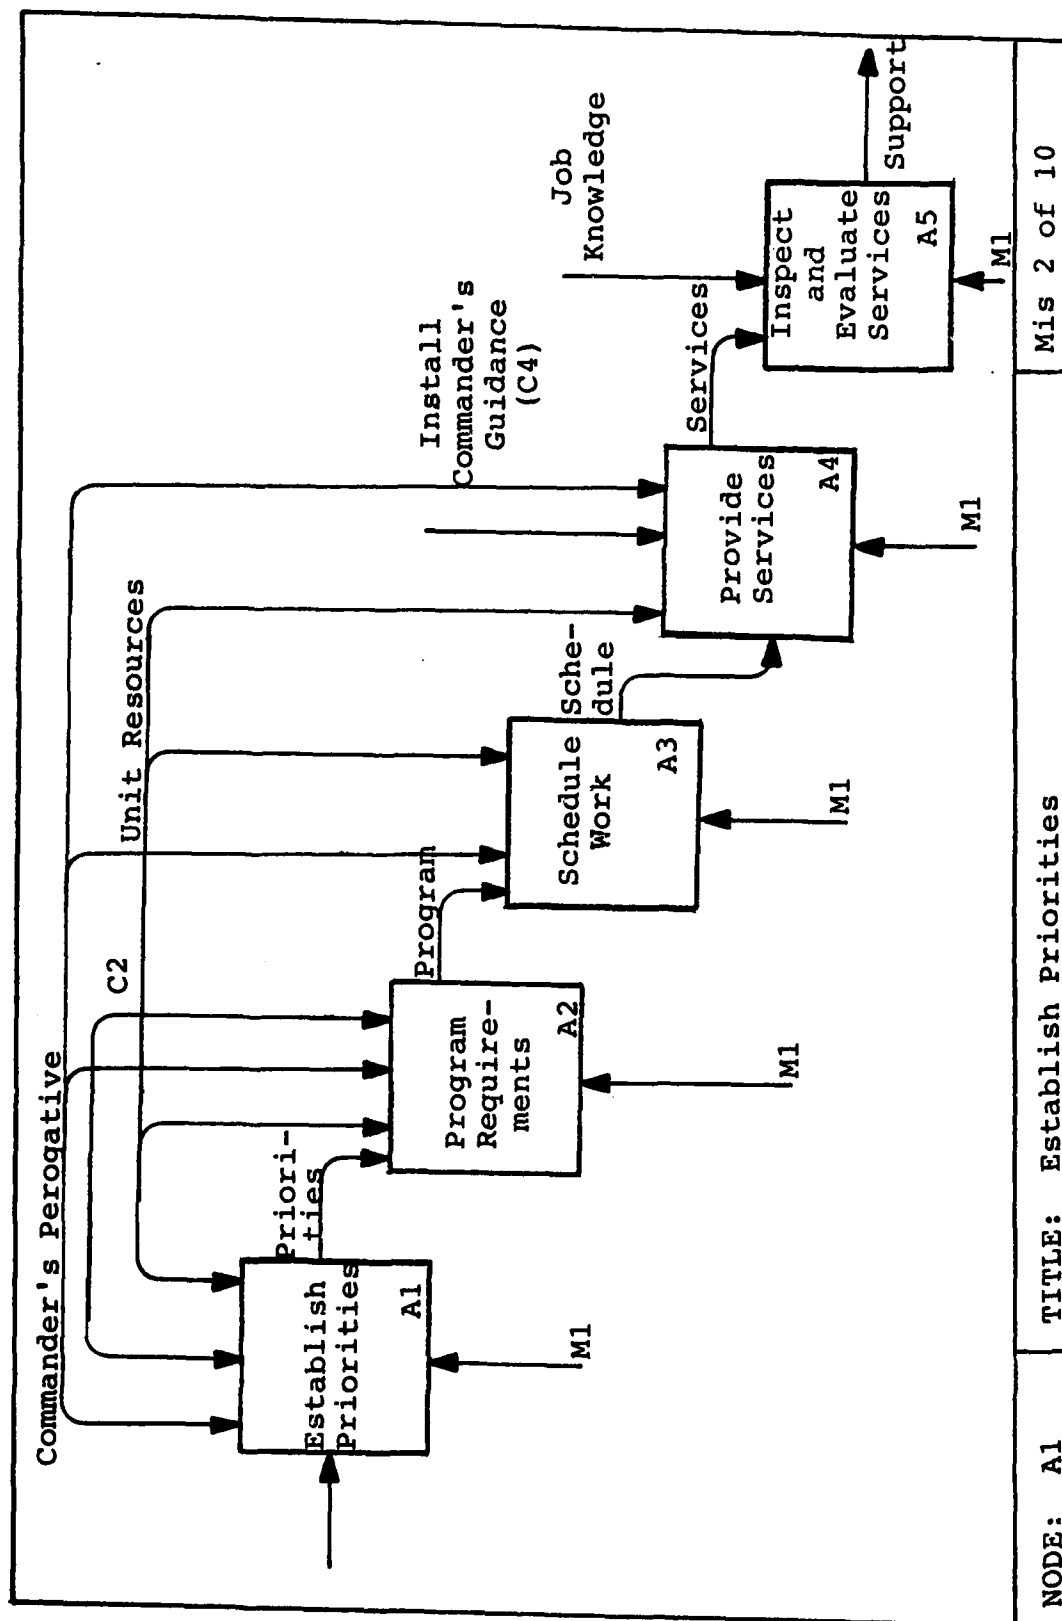 Commander's Perogative
C2
Unit Resources
Install
Commander's
Guidance
(C4)
Job
Knowledge
Establish
Priorities
A1
Priori-
ties
M1
Program
Require-
ments
A2
Program
M1
Schedule
Work
A3
Sche-
dule
M1
Provide
Services
A4
Services
M1
Inspect
and
Evaluate
Services
A5
Support
M1
NODE: A1
TITLE: Establish Priorities
Mis 2 of 10